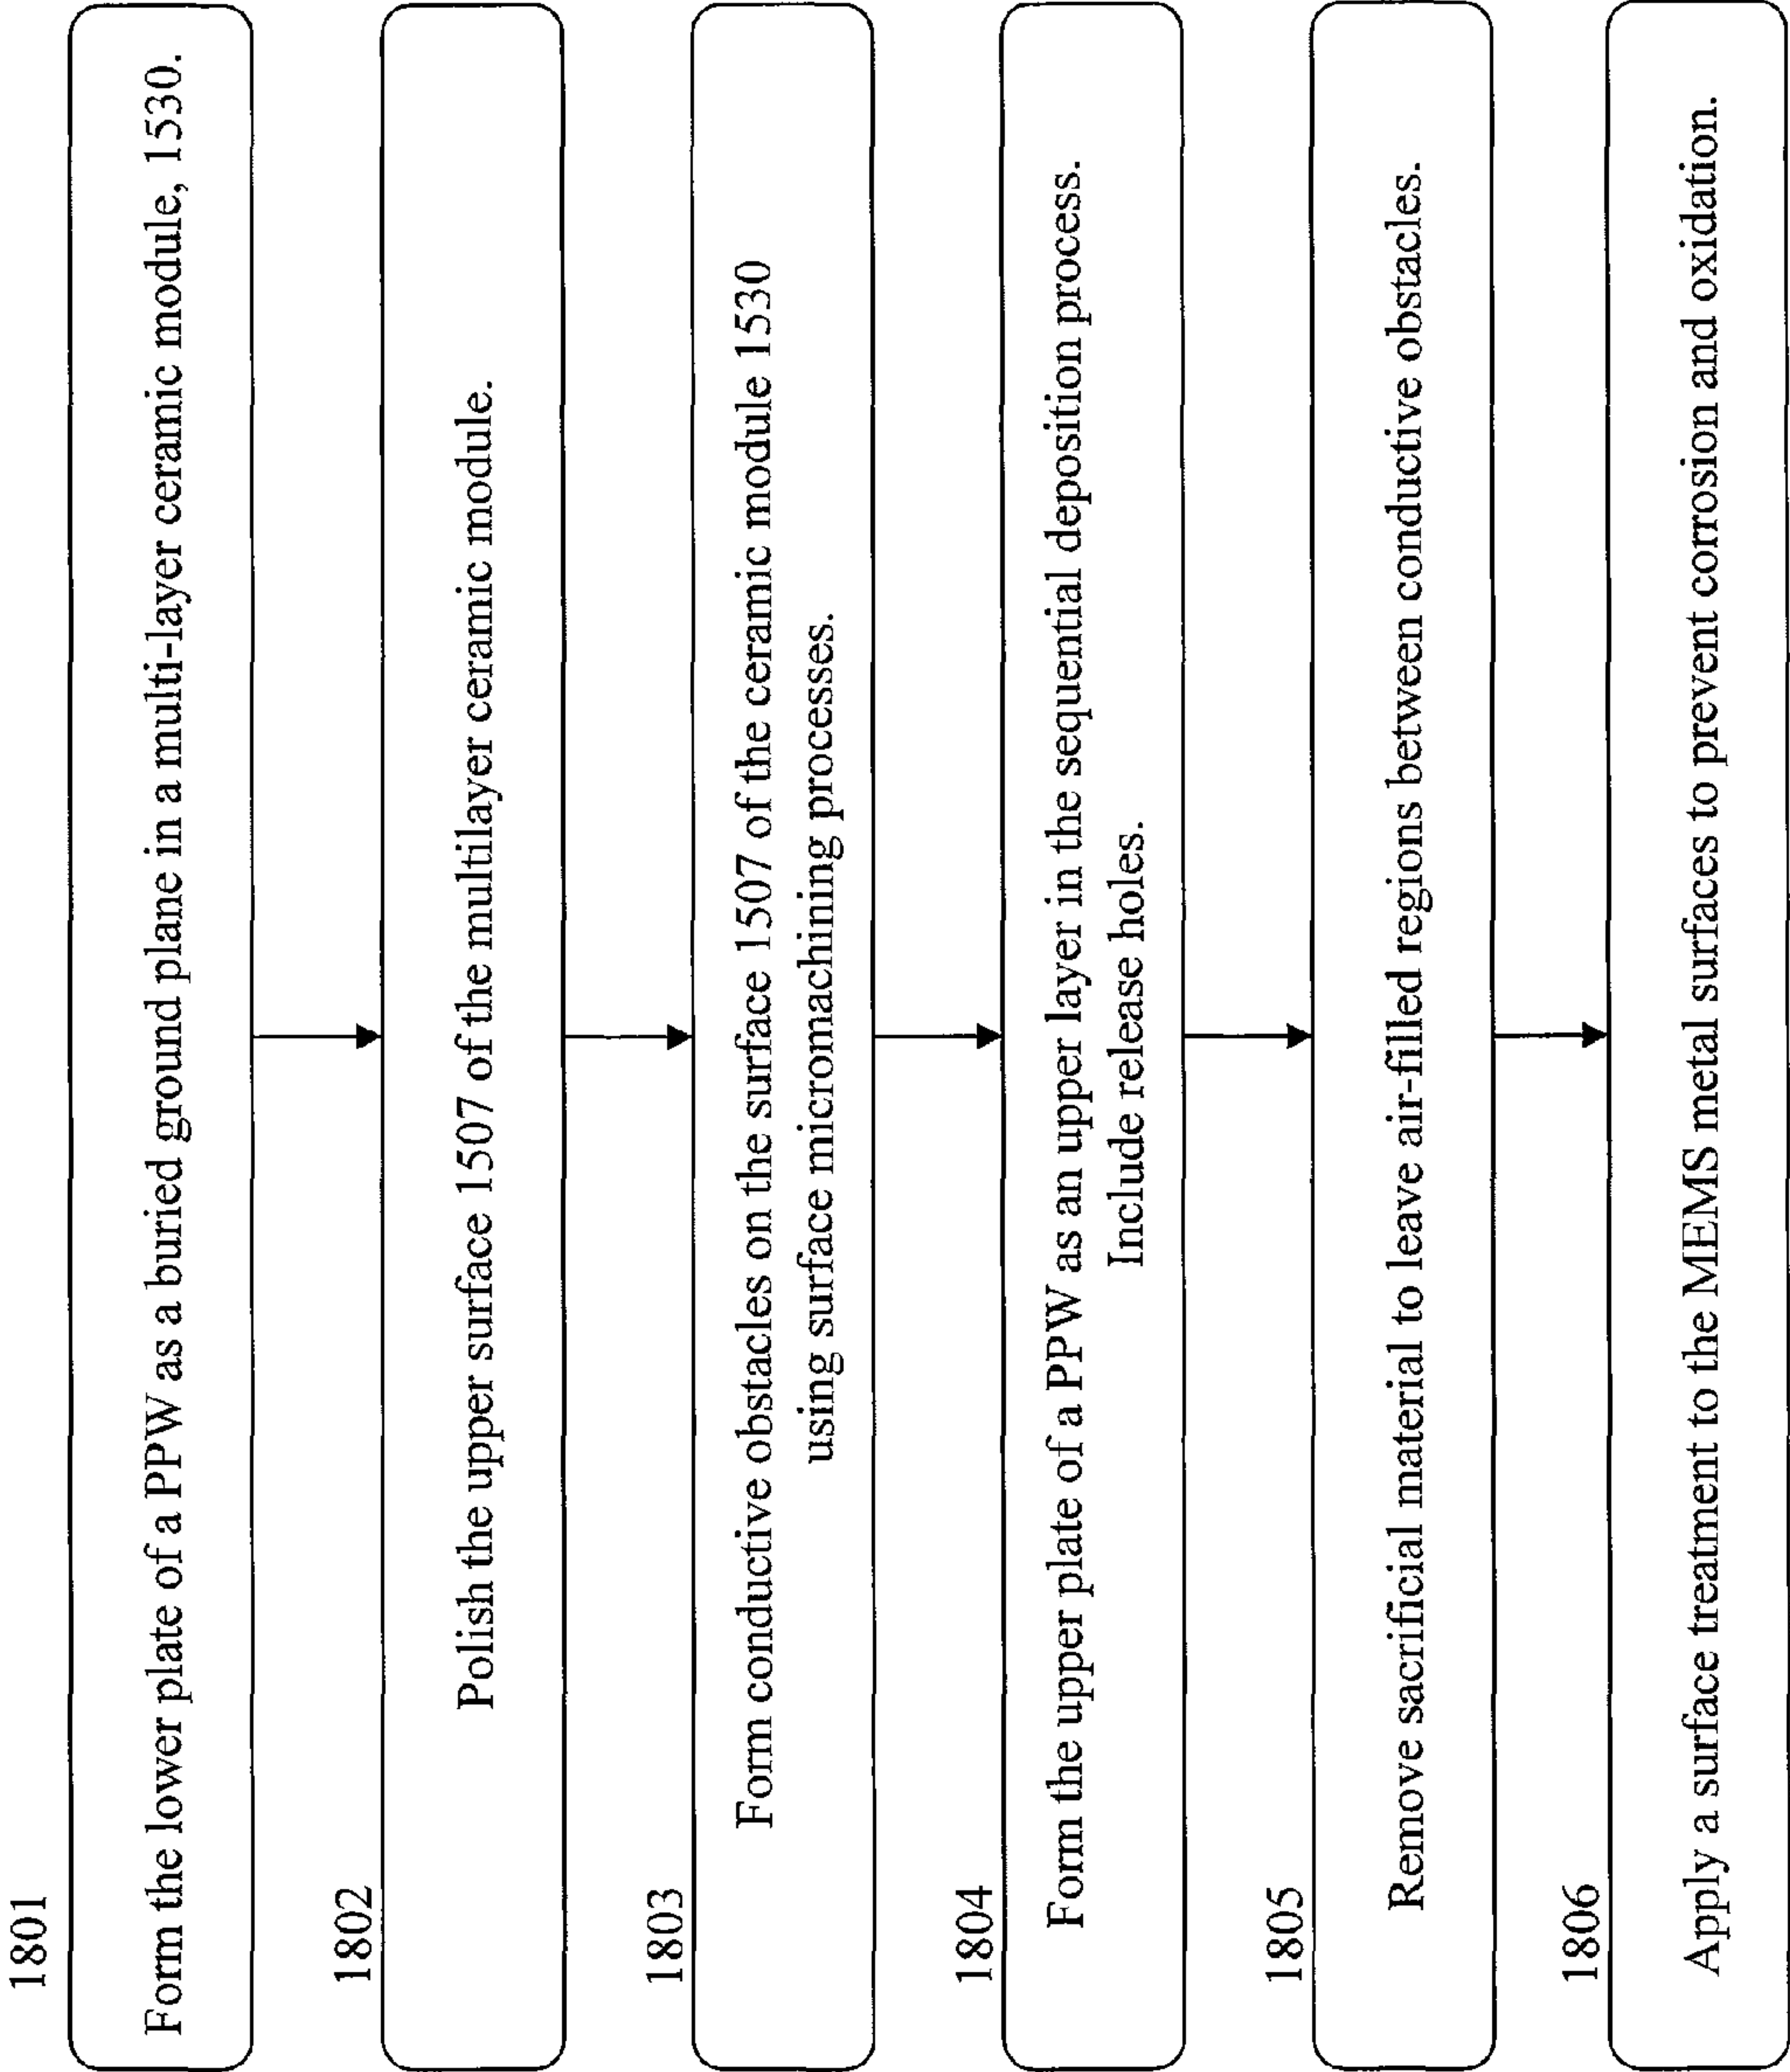 1801
Form the lower plate of a PPW as a buried ground plane in a multi-layer ceramic module, 1530.
1802
Polish the upper surface 1507 of the multilayer ceramic module.
1803
Form conductive obstacles on the surface 1507 of the ceramic module 1530
using surface micromachining processes.
1804
Form the upper plate of a PPW as an upper layer in the sequential deposition process.
Include release holes.
1805
Remove sacrificial material to leave air-filled regions between conductive obstacles.
1806
Apply a surface treatment to the MEMS metal surfaces to prevent corrosion and oxidation.